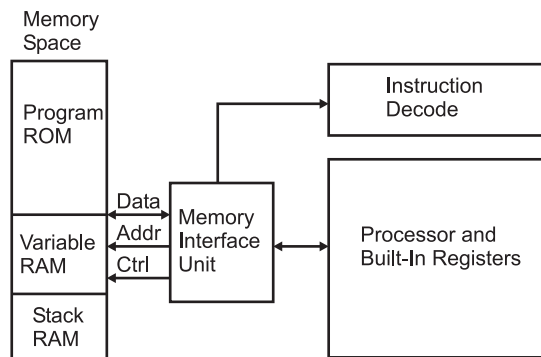 Memory
Space
Program
ROM
Variable
RAM
Stack
RAM
Data
Addr
Ctrl
Memory
Interface
Unit
Instruction
Decode
Processor and
Built-In Registers